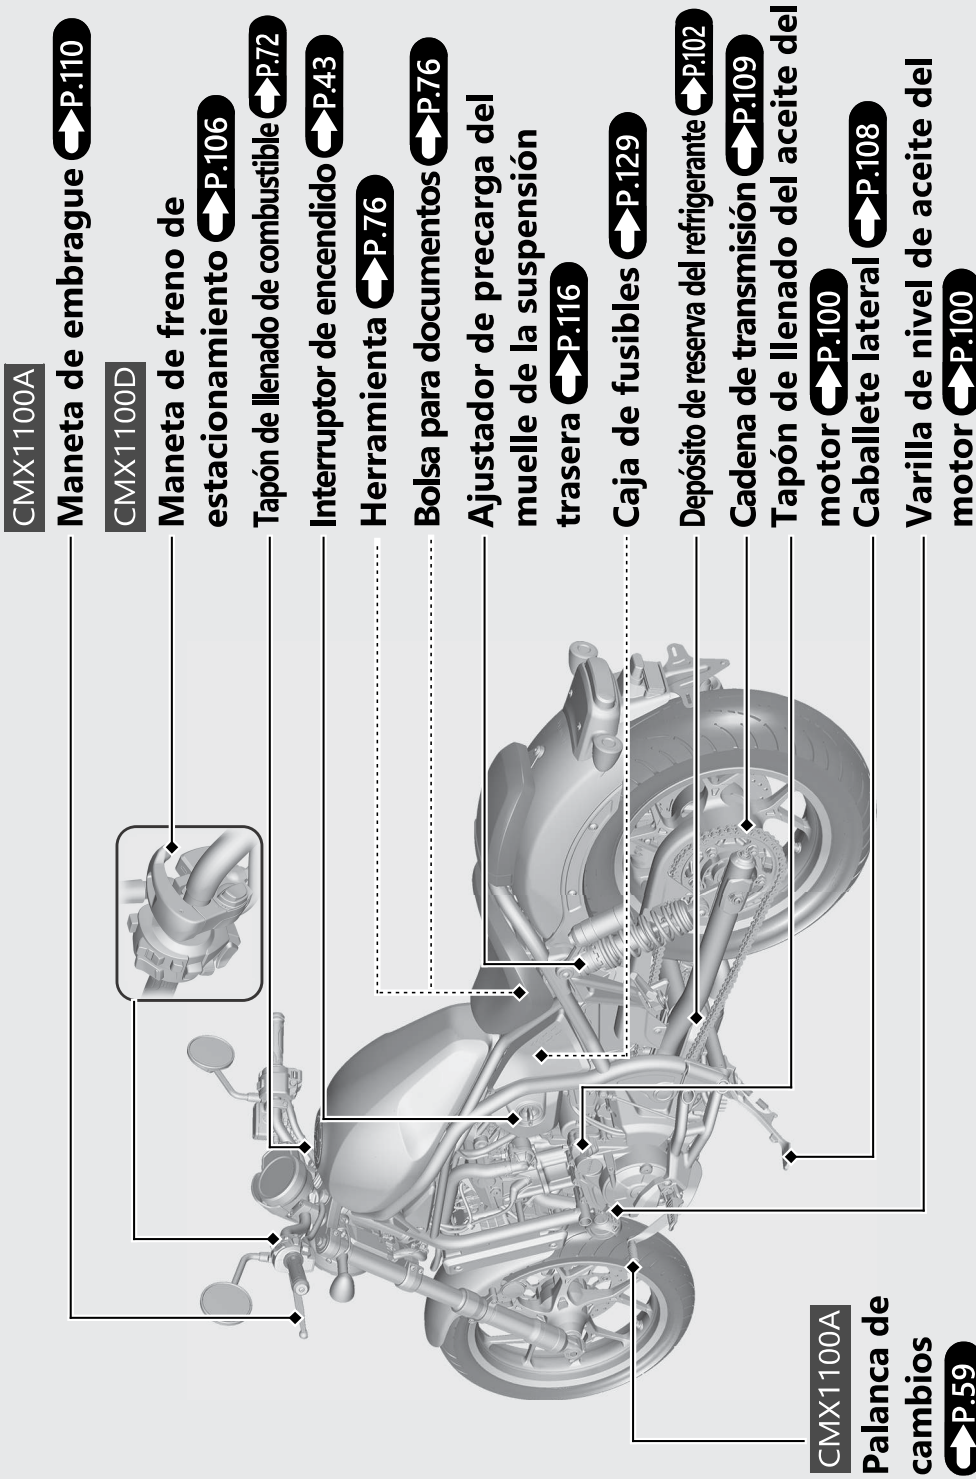 CMX1100A
Maneta de embrague ➡P.110
CMX1100D
Maneta de freno de
estacionamiento ➡P.106
Tapón de llenado de combustible ➡P.72
Interruptor de encendido ➡P.43
Herramienta ➡P.76
Bolsa para documentos ➡P.76
Ajustador de precarga del
muelle de la suspensión
trasera ➡P.116
Caja de fusibles ➡P.129
Depósito de reserva del refrigerante ➡P.102
Cadena de transmisión ➡P.109
Tapón de llenado del aceite del
motor ➡P.100
Caballete lateral ➡P.108
Varilla de nivel de aceite del
motor ➡P.100
CMX1100A
Palanca de
cambios
➡P.59